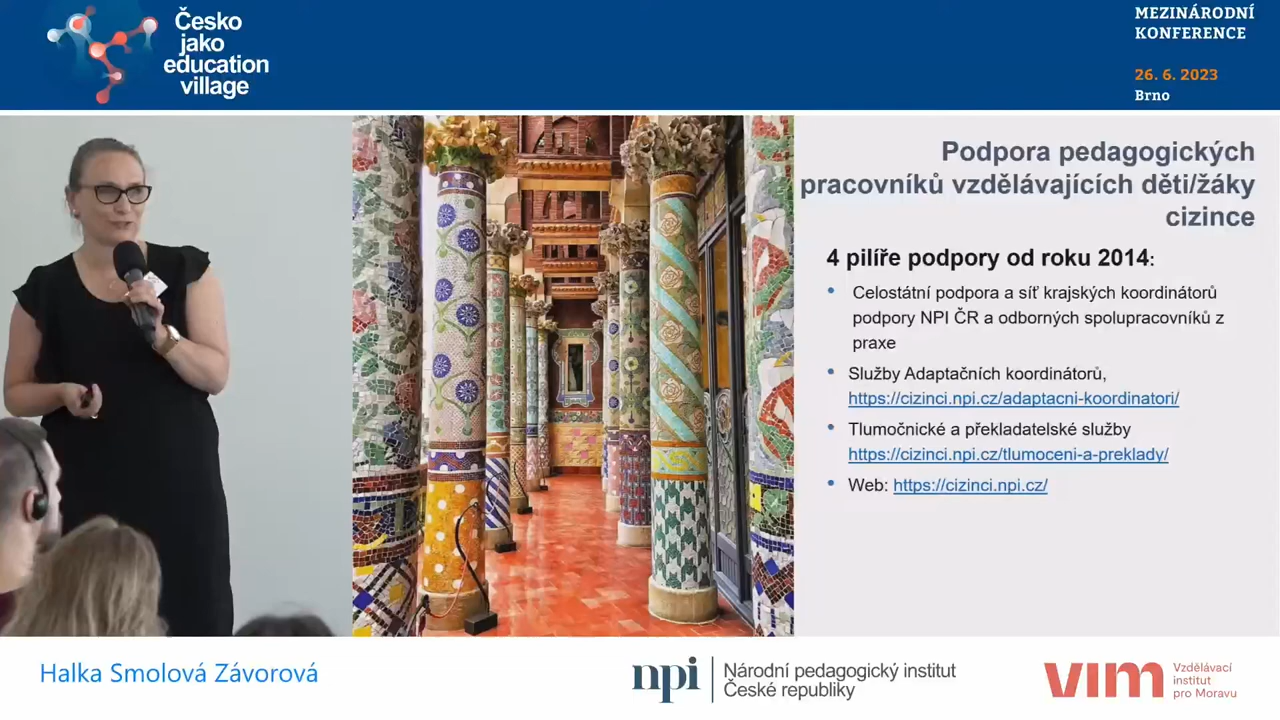 Česko
jako
education
village
MEZINÁRODNÍ
KONFERENCE
26. 6. 2023
Brno
Podpora pedagogických
pracovníků vzdělávajících děti/žáky
cizince
4 pilíře podpory od roku 2014:
• Celostátní podpora a síť krajských koordinátorů
podpory NPI ČR a odborných spolupracovníků z
praxe
• Služby Adaptačních koordinátorů,
https://cizinci.npi.cz/adaptacni-koordinatori/
• Tlumočnické a překladatelské služby
https://cizinci.npi.cz/tlumoceni-a-preklady/
• Web: https://cizinci.npi.cz/
Halka Smolová Závorová
npi
Národní pedagogický institut
České republiky
vim
Vzdělávací
institut
pro Moravu